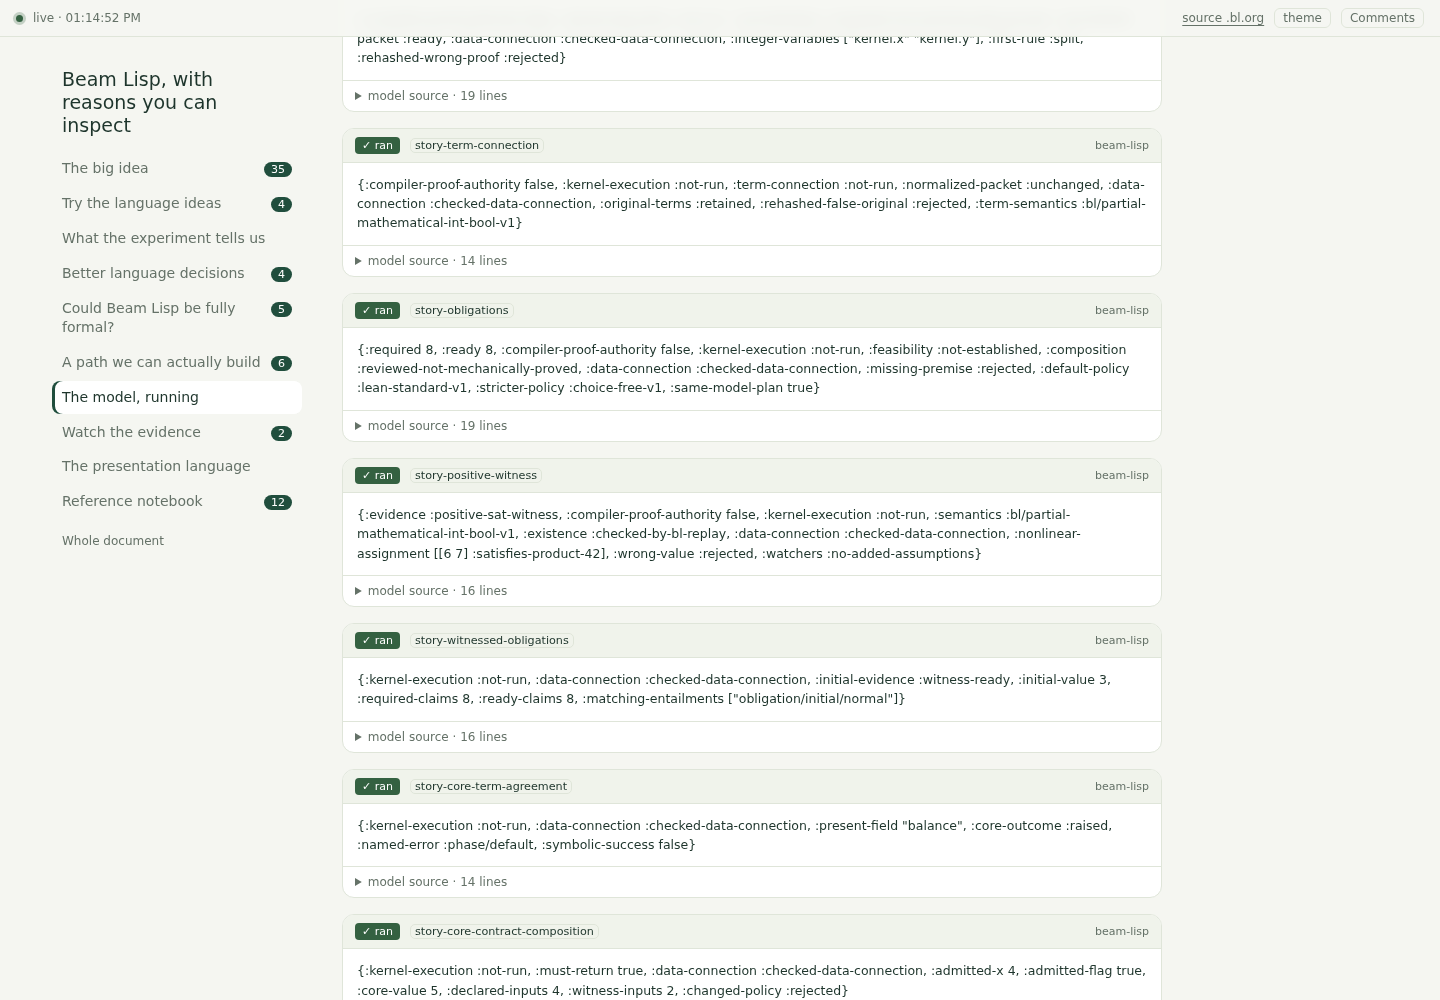 live · 01:14:52 PM
source .bl.org
theme
Comments
Beam Lisp, with
reasons you can
inspect
The big idea 35
Try the language ideas 4
What the experiment tells us
Better language decisions 4
Could Beam Lisp be fully
formal? 5
A path we can actually build 6
The model, running
Watch the evidence 2
The presentation language
Reference notebook 12
Whole document
packet :ready, :data-connection :checked-data-connection, :integer-variables ["kernel.x" "kernel.y"], :first-rule :split,
:rehashed-wrong-proof :rejected}
▶ model source · 19 lines
✓ ran story-term-connection beam-lisp
{:compiler-proof-authority false, :kernel-execution :not-run, :term-connection :not-run, :normalized-packet :unchanged, :data-
connection :checked-data-connection, :original-terms :retained, :rehashed-false-original :rejected, :term-semantics :bl/partial-
mathematical-int-bool-v1}
▶ model source · 14 lines
✓ ran story-obligations beam-lisp
{:required 8, :ready 8, :compiler-proof-authority false, :kernel-execution :not-run, :feasibility :not-established, :composition
:reviewed-not-mechanically-proved, :data-connection :checked-data-connection, :missing-premise :rejected, :default-policy
:lean-standard-v1, :stricter-policy :choice-free-v1, :same-model-plan true}
▶ model source · 19 lines
✓ ran story-positive-witness beam-lisp
{:evidence :positive-sat-witness, :compiler-proof-authority false, :kernel-execution :not-run, :semantics :bl/partial-
mathematical-int-bool-v1, :existence :checked-by-bl-replay, :data-connection :checked-data-connection, :nonlinear-
assignment [[6 7] :satisfies-product-42], :wrong-value :rejected, :watchers :no-added-assumptions}
▶ model source · 16 lines
✓ ran story-witnessed-obligations beam-lisp
{:kernel-execution :not-run, :data-connection :checked-data-connection, :initial-evidence :witness-ready, :initial-value 3,
:required-claims 8, :ready-claims 8, :matching-entailments ["obligation/initial/normal"]}
▶ model source · 16 lines
✓ ran story-core-term-agreement beam-lisp
{:kernel-execution :not-run, :data-connection :checked-data-connection, :present-field "balance", :core-outcome :raised,
:named-error :phase/default, :symbolic-success false}
▶ model source · 14 lines
✓ ran story-core-contract-composition beam-lisp
{:kernel-execution :not-run, :must-return true, :data-connection :checked-data-connection, :admitted-x 4, :admitted-flag true,
:core-value 5, :declared-inputs 4, :witness-inputs 2, :changed-policy :rejected}